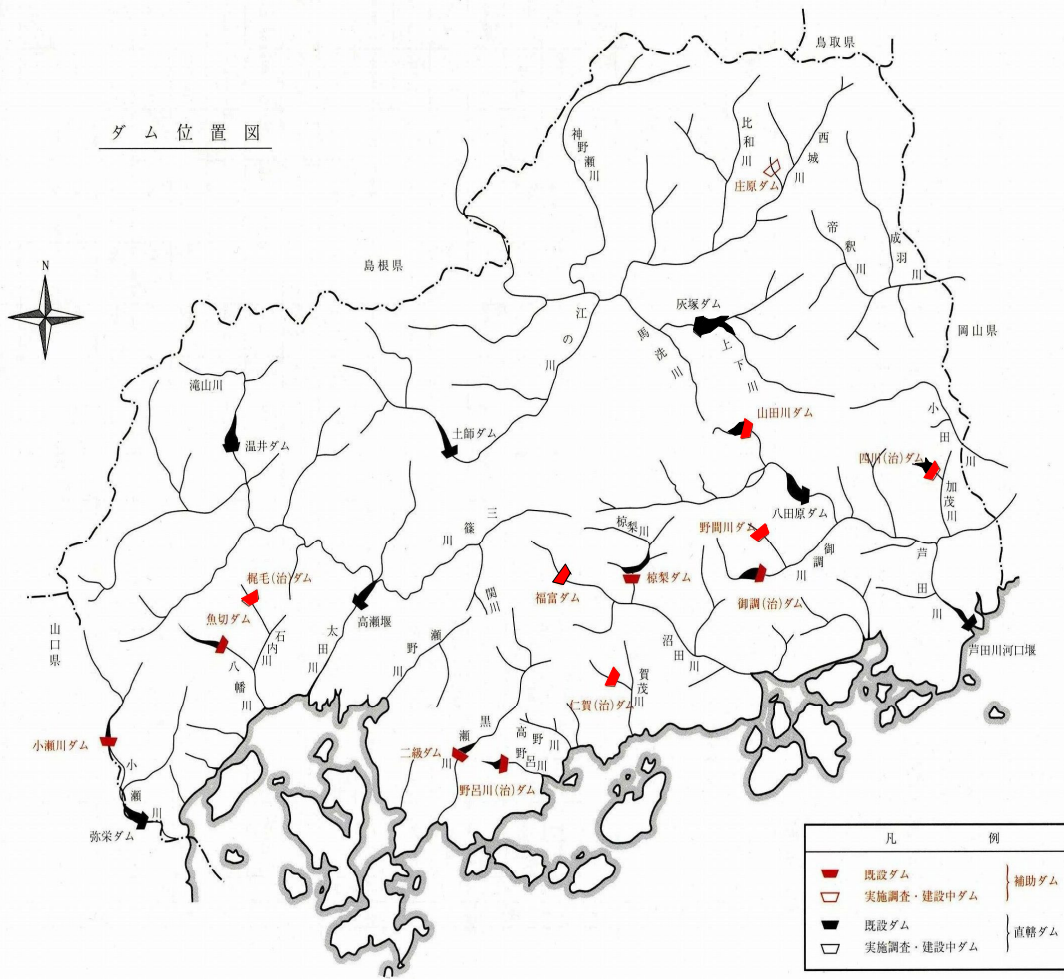 ダム位置図
鳥取県
神野瀬川
比和川
西城川
庄原ダム
帝釈川
成羽川
島根県
N
灰塚ダム
岡山県
江の川
馬洗川
上下川
滝山川
温井ダム
土師ダム
山田川ダム
小田川
四川(治)ダム
加茂川
八田原ダム
三篠川
椋梨川
野間川ダム
御調川
芦田川
梶毛(治)ダム
福富ダム
椋梨ダム
御調(治)ダム
魚切ダム
高瀬堰
関川
石内川
太田川
瀬野川
沼田川
芦田川河口堰
山口県
八幡川
賀茂川
仁賀(治)ダム
小瀬川ダム
二級ダム
黒瀬川
高野川
野呂川
野呂川(治)ダム
小瀬川
弥栄ダム
凡例
既設ダム
実施調査・建設中ダム
補助ダム
既設ダム
実施調査・建設中ダム
直轄ダム